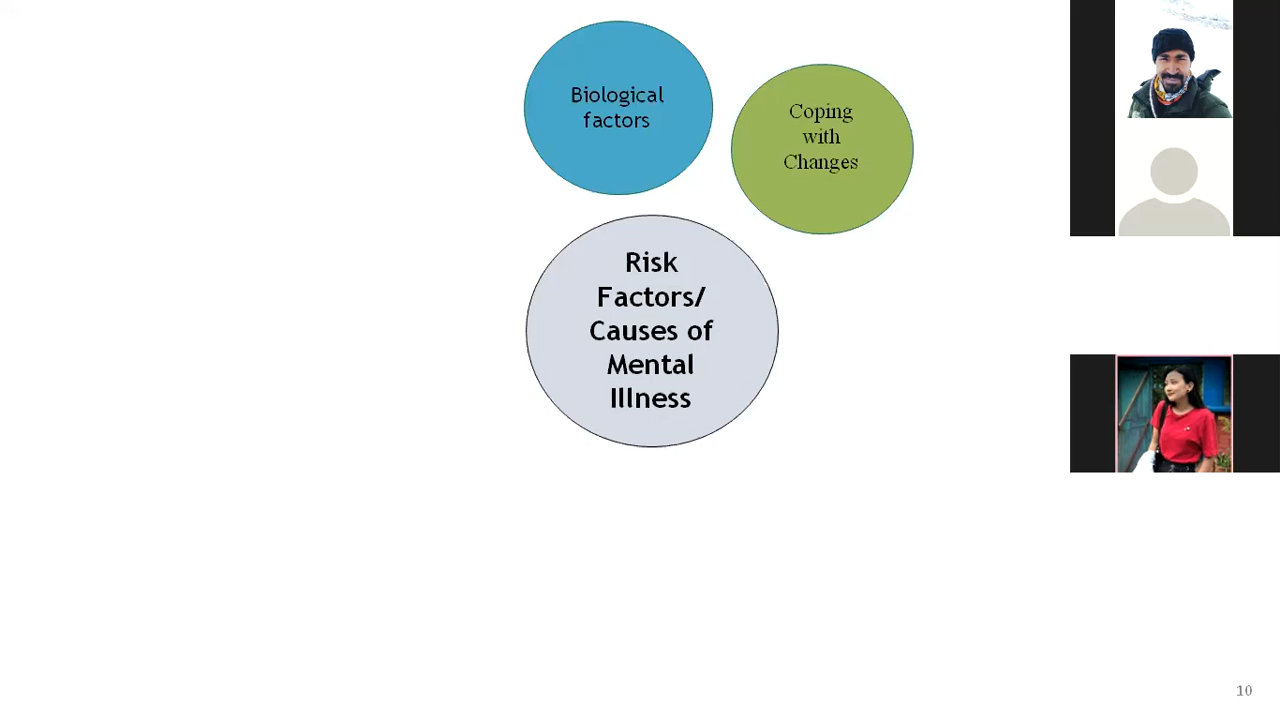 Biological
factors
Coping
with
Changes
Risk
Factors/
Causes of
Mental
Illness
10